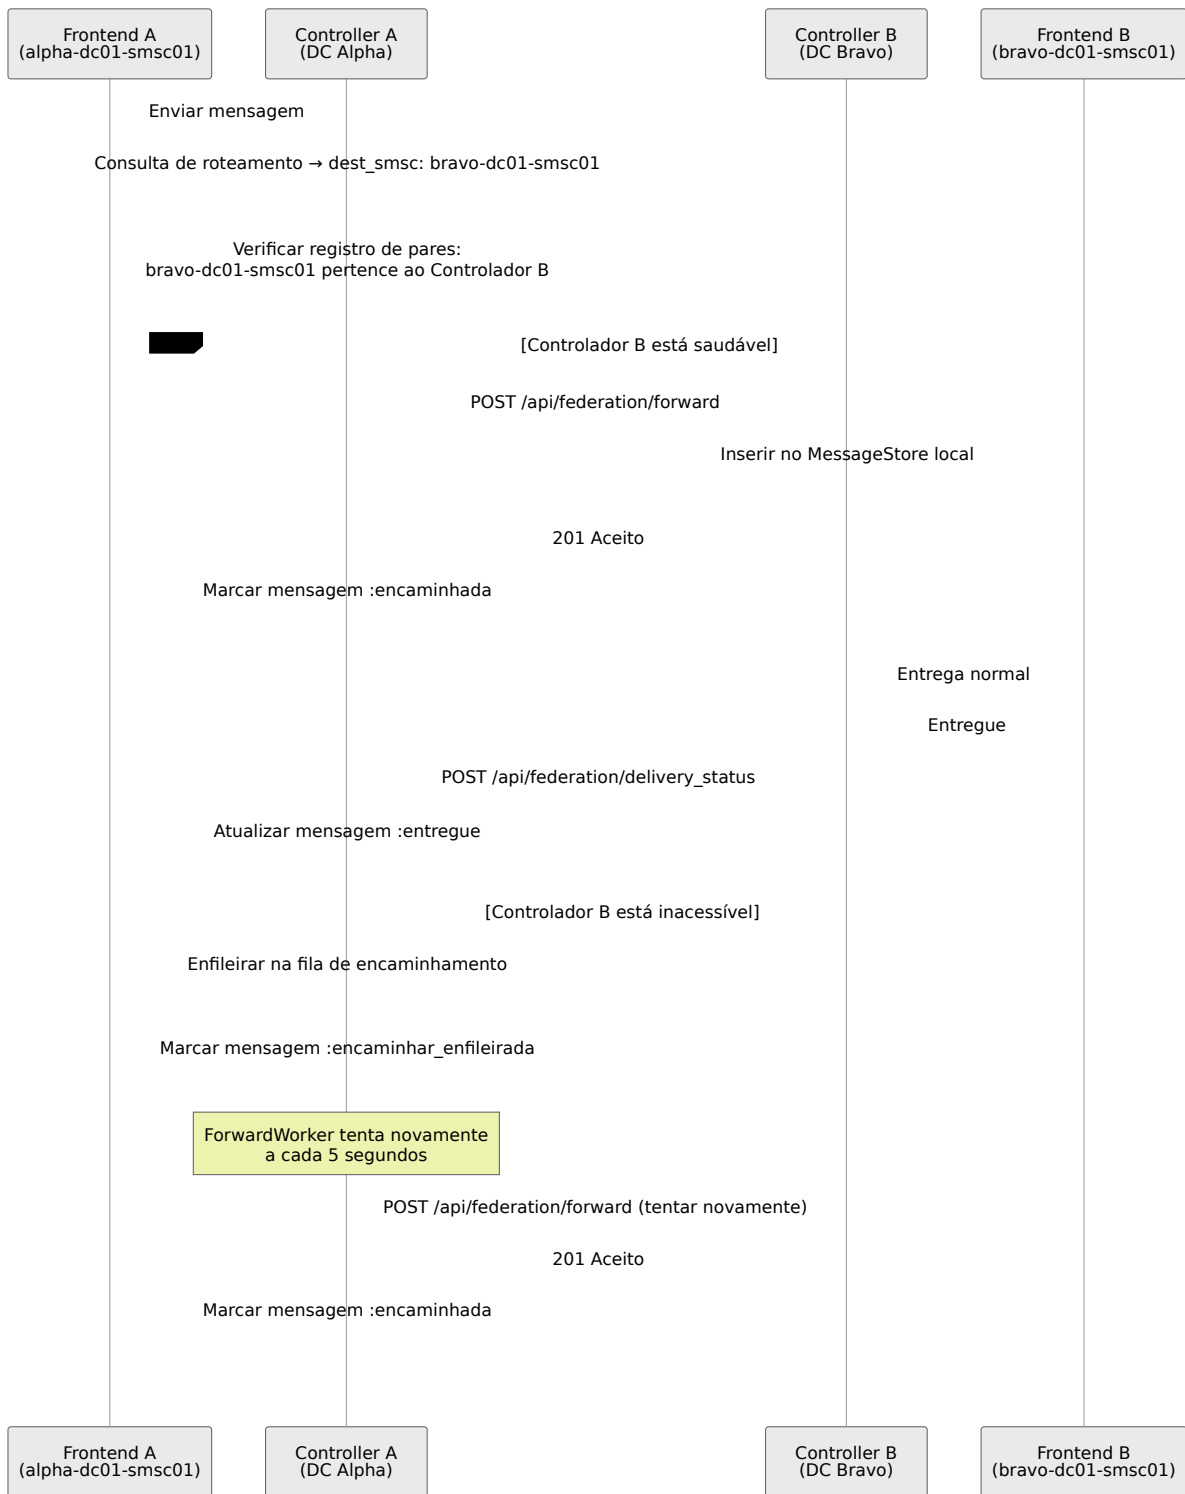 Frontend A
(alpha-dc01-smsc01)
Controller A
(DC Alpha)
Controller B
(DC Bravo)
Frontend B
(bravo-dc01-smsc01)
Enviar mensagem
Consulta de roteamento → dest_smsc: bravo-dc01-smsc01
Verificar registro de pares:
bravo-dc01-smsc01 pertence ao Controlador B
[Controlador B está saudável]
POST /api/federation/forward
Inserir no MessageStore local
201 Aceito
Marcar mensagem :encaminhada
Entrega normal
Entregue
POST /api/federation/delivery_status
Atualizar mensagem :entregue
[Controlador B está inacessível]
Enfileirar na fila de encaminhamento
Marcar mensagem :encaminhar_enfileirada
ForwardWorker tenta novamente
a cada 5 segundos
POST /api/federation/forward (tentar novamente)
201 Aceito
Marcar mensagem :encaminhada
Frontend A
(alpha-dc01-smsc01)
Controller A
(DC Alpha)
Controller B
(DC Bravo)
Frontend B
(bravo-dc01-smsc01)